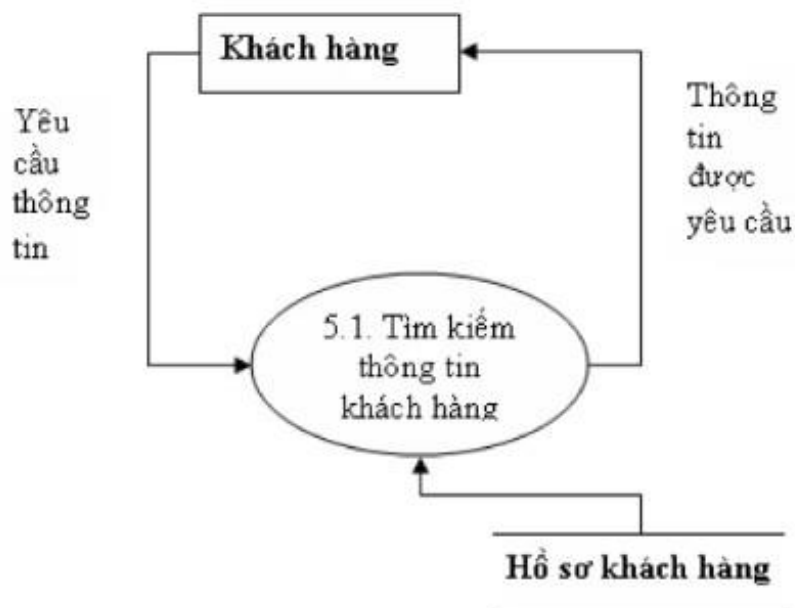 Khách hàng
Yêu
cầu
thông
tin
Thông
tin
được
yêu cầu
5.1. Tìm kiếm
thông tin
khách hàng
Hồ sơ khách hàng